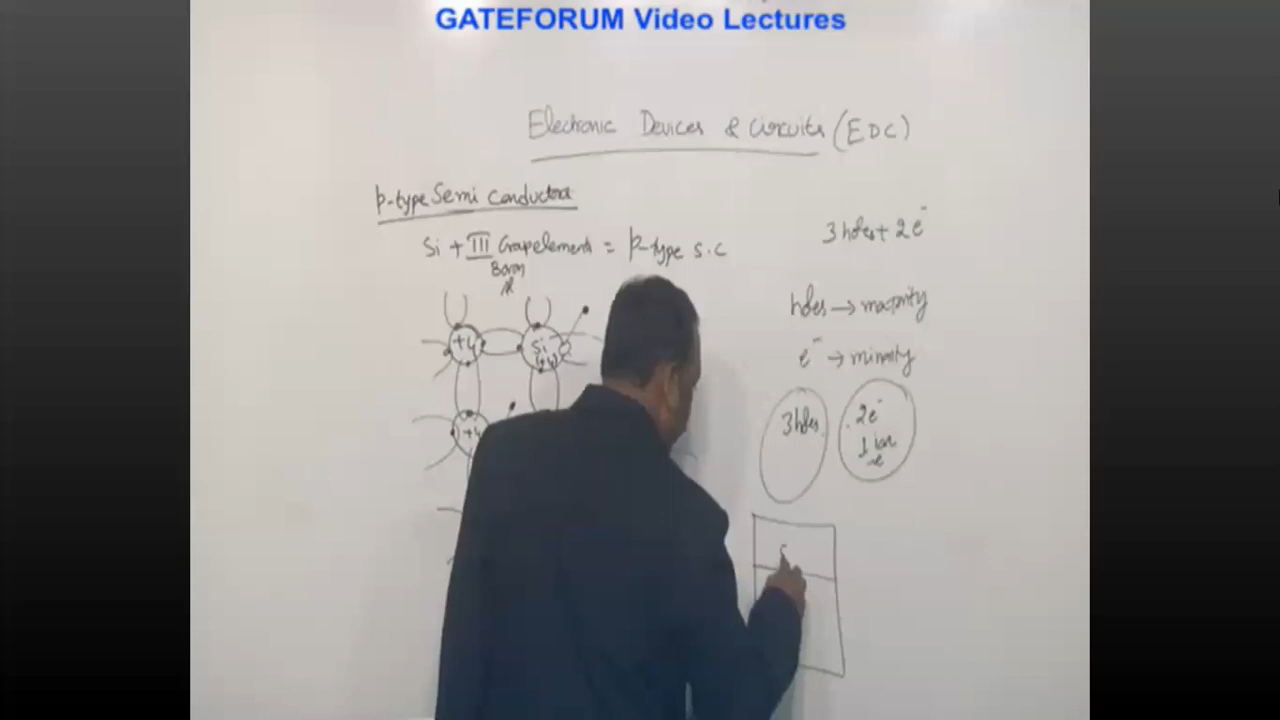 GATEFORUM Video Lectures
Electronic Devices & Circuits (EDC)
p-type Semi Conductor
Si + III Group elements = p-type s.c
Boron
3 holes + 2e⁻
holes → majority
e⁻ → minority
+4
Si
(+4)
+4
3 holes
2e⁻
1 ion